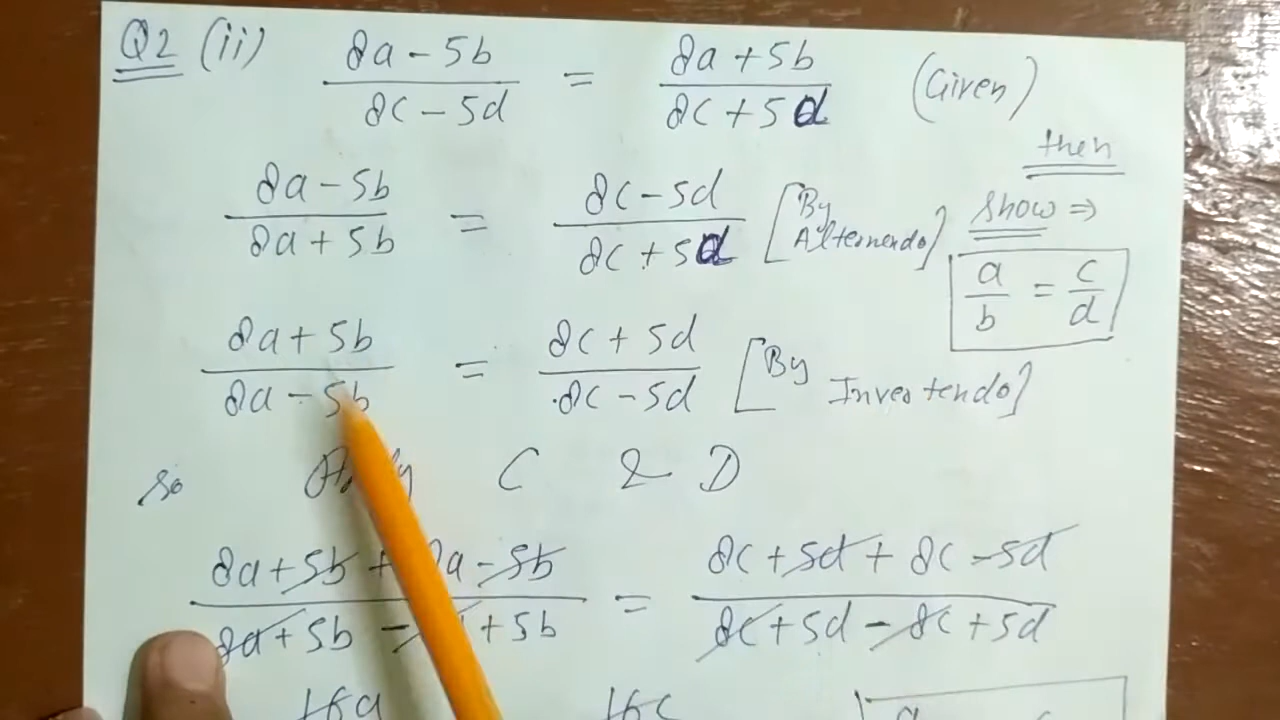 Q2 (ii) 8a - 5b / 8c - 5d = 8a + 5b / 8c + 5d (Given)
then
8a - 5b / 8a + 5b = 8c - 5d / 8c + 5d [By Alternendo]
show ⇒
a / b = c / d
8a + 5b / 8a - 5b = 8c + 5d / 8c - 5d [By Invertendo]
so Apply C & D
8a + 5b + 8a - 5b / 8a + 5b - 8a + 5b = 8c + 5d + 8c - 5d / 8c + 5d - 8c + 5d
16a 16c